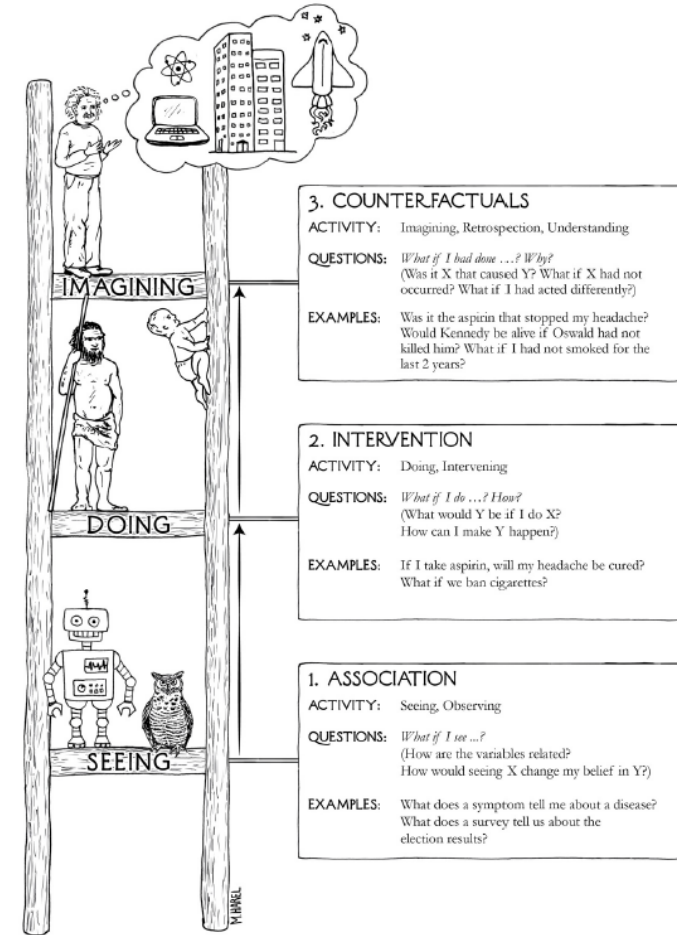 IMAGINING
DOING
SEEING
3. COUNTERFACTUALS
ACTIVITY: Imagining, Retrospection, Understanding
QUESTIONS: What if I had done …? Why?
(Was it X that caused Y? What if X had not
occurred? What if I had acted differently?)
EXAMPLES: Was it the aspirin that stopped my headache?
Would Kennedy be alive if Oswald had not
killed him? What if I had not smoked for the
last 2 years?
2. INTERVENTION
ACTIVITY: Doing, Intervening
QUESTIONS: What if I do …? How?
(What would Y be if I do X?
How can I make Y happen?)
EXAMPLES: If I take aspirin, will my headache be cured?
What if we ban cigarettes?
1. ASSOCIATION
ACTIVITY: Seeing, Observing
QUESTIONS: What if I see ...?
(How are the variables related?
How would seeing X change my belief in Y?)
EXAMPLES: What does a symptom tell me about a disease?
What does a survey tell us about the
election results?
M.HAREL